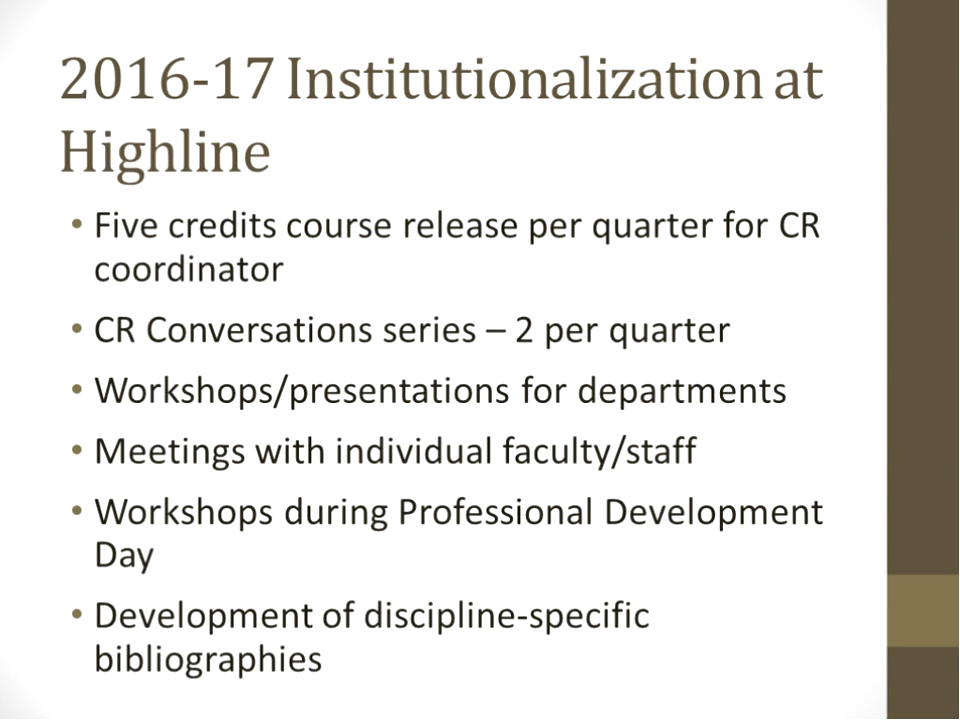 2016-17 Institutionalization at
Highline
• Five credits course release per quarter for CR
coordinator
• CR Conversations series – 2 per quarter
• Workshops/presentations for departments
• Meetings with individual faculty/staff
• Workshops during Professional Development
Day
• Development of discipline-specific
bibliographies